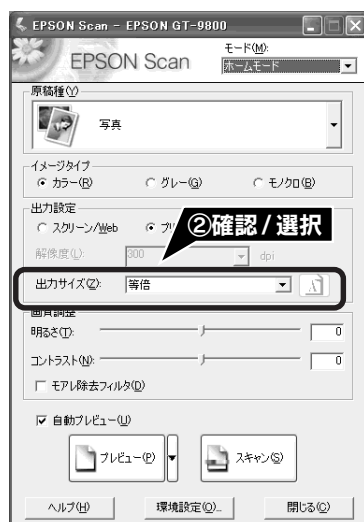 EPSON Scan - EPSON GT-9800
EPSON Scan
モード(M):
ホームモード
原稿種(Y)
写真
イメージタイプ
カラー(R) グレー(G) モノクロ(B)
出力設定
スクリーン/Web
②確認/選択
解像度(L): 300 dpi
出力サイズ(Z): 等倍
画質調整
明るさ(T): 0
コントラスト(N): 0
モアレ除去フィルタ(D)
自動プレビュー(U)
プレビュー(P) スキャン(S)
ヘルプ(H) 環境設定(O)... 閉じる(C)